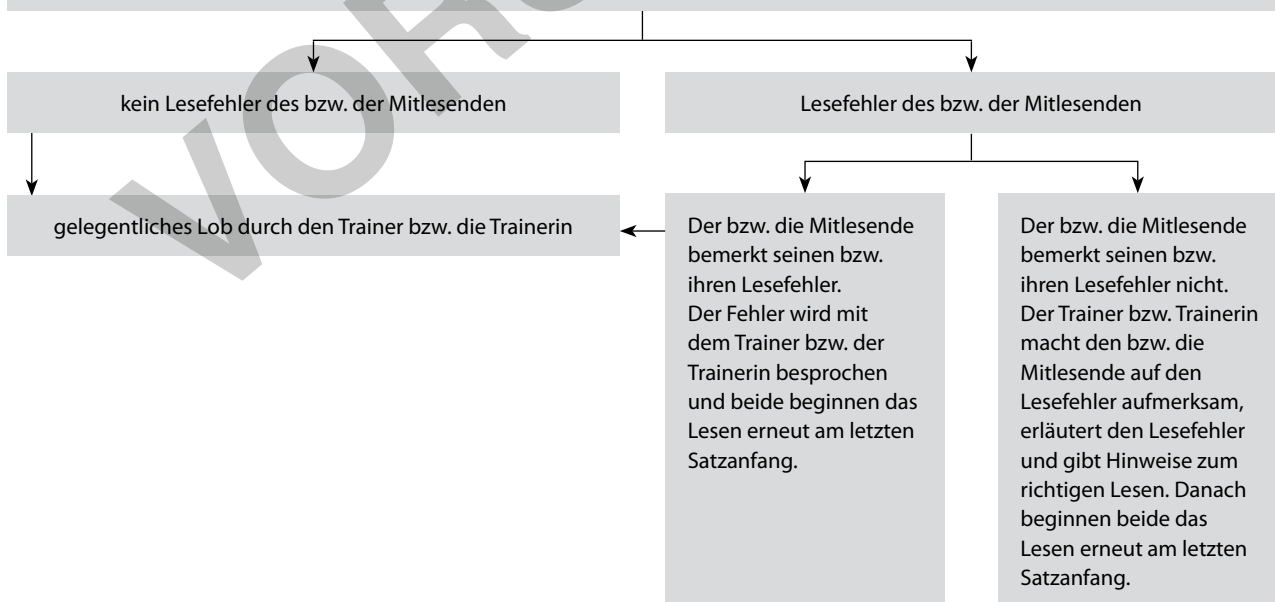 kein Lesefehler des bzw. der Mitlesenden
Lesefehler des bzw. der Mitlesenden
gelegentliches Lob durch den Trainer bzw. die Trainerin
Der bzw. die Mitlesende
bemerkt seinen bzw.
ihren Lesefehler.
Der Fehler wird mit
dem Trainer bzw. der
Trainerin besprochen
und beide beginnen das
Lesen erneut am letzten
Satzanfang.
Der bzw. die Mitlesende
bemerkt seinen bzw.
ihren Lesefehler nicht.
Der Trainer bzw. Trainerin
macht den bzw. die
Mitlesende auf den
Lesefehler aufmerksam,
erläutert den Lesefehler
und gibt Hinweise zum
richtigen Lesen. Danach
beginnen beide das
Lesen erneut am letzten
Satzanfang.